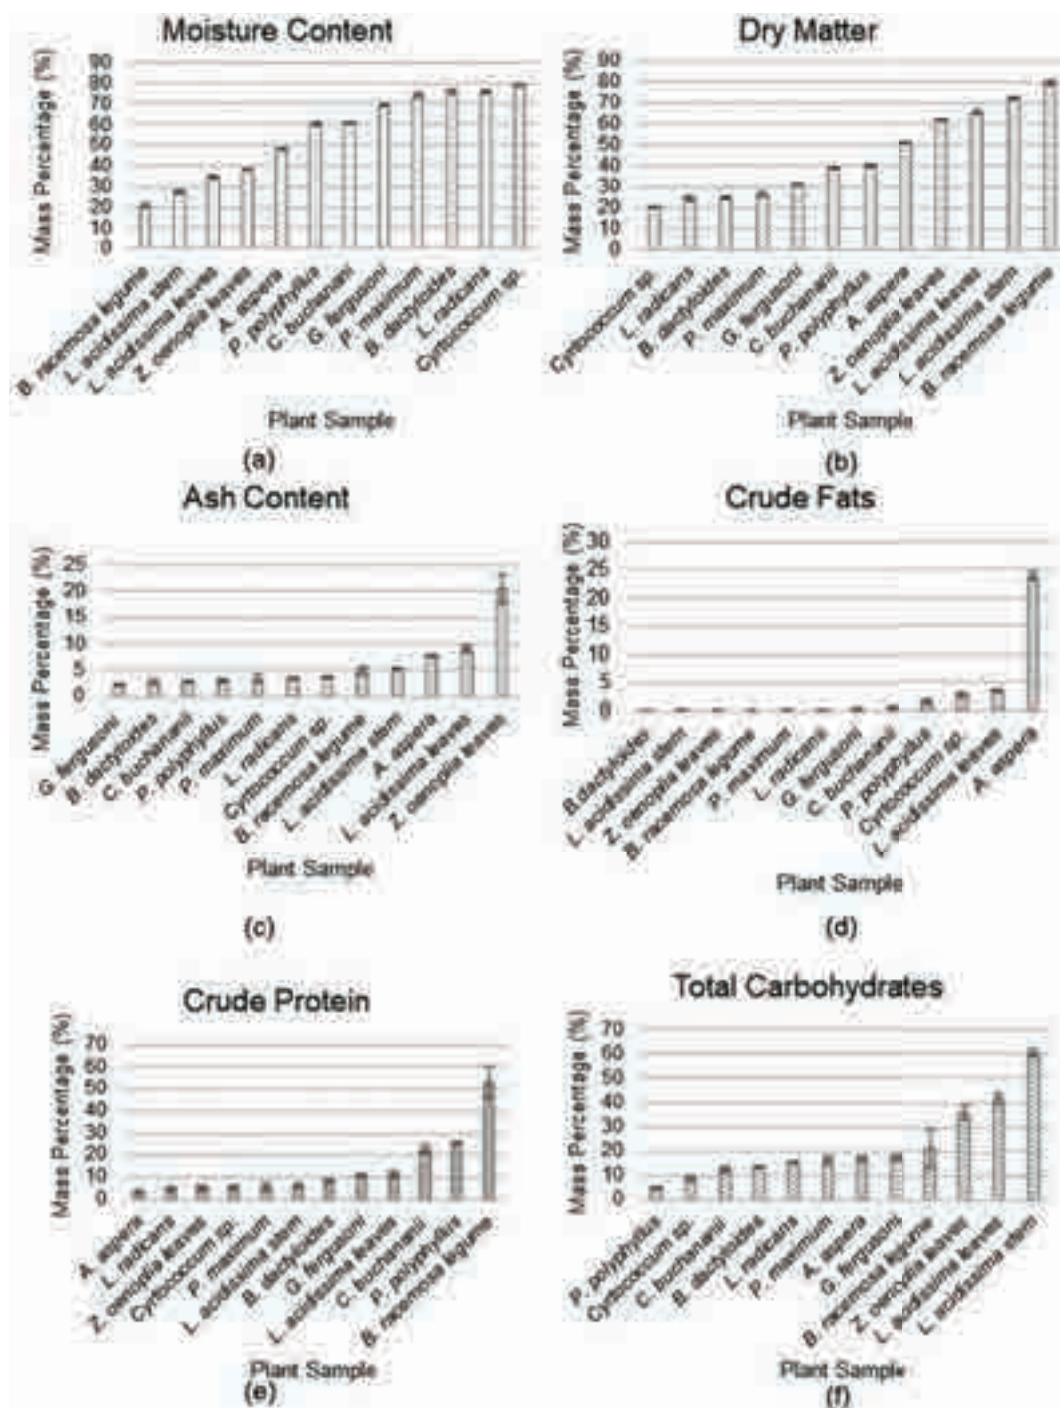 Moisture Content
Mass Percentage (%)
90
80
70
60
50
40
30
20
10
0
B. racemosa legume
L. acidissima stem
L. acidissima leaves
Z. oenoplia leaves
A. aspera
P. polyphyllus
C. buchananii
G. fergusoni
P. maximum
B. dactyloides
L. radicans
Cyrtococcum sp.
Plant Sample
(a)
Dry Matter
Mass Percentage (%)
90
80
70
60
50
40
30
20
10
0
Cyrtococcum sp.
L. radicans
B. dactyloides
P. maximum
G. fergusoni
C. buchananii
P. polyphyllus
A. aspera
Z. oenoplia leaves
L. acidissima leaves
L. acidissima stem
B. racemosa legume
Plant Sample
(b)
Ash Content
Mass Percentage (%)
25
20
15
10
5
0
G. fergusoni
B. dactyloides
C. buchananii
P. polyphyllus
P. maximum
L. radicans
Cyrtococcum sp.
B. racemosa legume
L. acidissima stem
A. aspera
L. acidissima leaves
Z. oenoplia leaves
Plant Sample
(c)
Crude Fats
Mass Percentage (%)
30
25
20
15
10
5
0
B.dactyloides
L. acidissima stem
Z. oenoplia leaves
B. racemosa legume
P. maximum
L. radicans
G. fergusoni
C. buchananii
P. polyphyllus
Cyrtococcum sp.
L. acidissima leaves
A. aspera
Plant Sample
(d)
Crude Protein
Mass Percentage (%)
70
60
50
40
30
20
10
0
A. aspera
L. radicans
Z. oenoplia leaves
Cyrtococcum sp.
P. maximum
L. acidissima stem
B. dactyloides
G. fergusoni
L. acidissima leaves
C. buchananii
P. polyphyllus
B. racemosa legume
Plant Sample
(e)
Total Carbohydrates
Mass Percentage (%)
70
60
50
40
30
20
10
0
P. polyphyllus
Cyrtococcum sp.
C. buchananii
B. dactyloides
L. radicans
P. maximum
A. aspera
G. fergusoni
B. racemosa legume
Z. oenoplia leaves
L. acidissima leaves
L. acidissima stem
Plant Sample
(f)